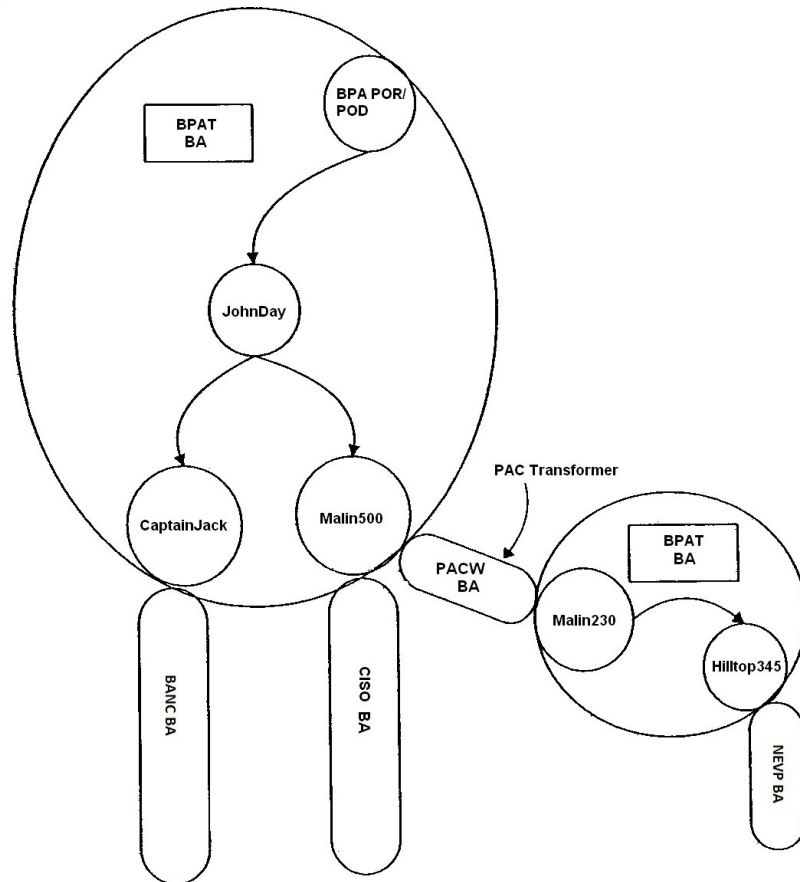 BPA POR/
POD
BPAT
BA
JohnDay
CaptainJack
Malin500
PAC Transformer
PACW
BA
BPAT
BA
Malin230
Hilltop345
BANC BA
CISO BA
NEVP BA